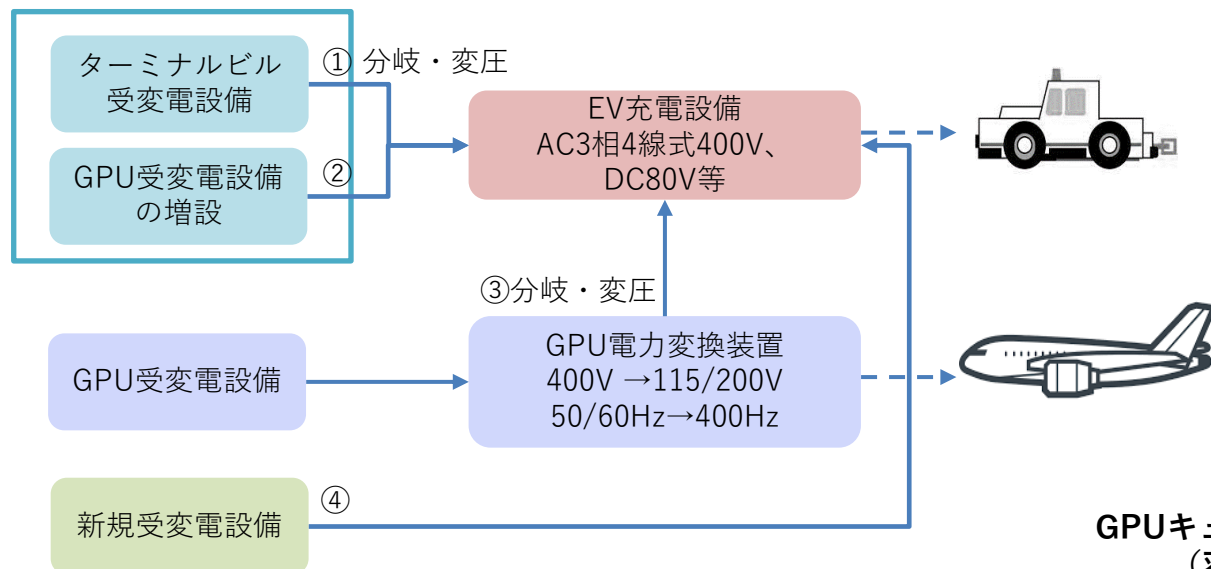 ターミナルビル
受変電設備
① 分岐・変圧
GPU受変電設備
の増設
②
EV充電設備
AC3相4線式400V、
DC80V等
③分岐・変圧
GPU受変電設備
GPU電力変換装置
400V →115/200V
50/60Hz→400Hz
新規受変電設備
④
GPUキ